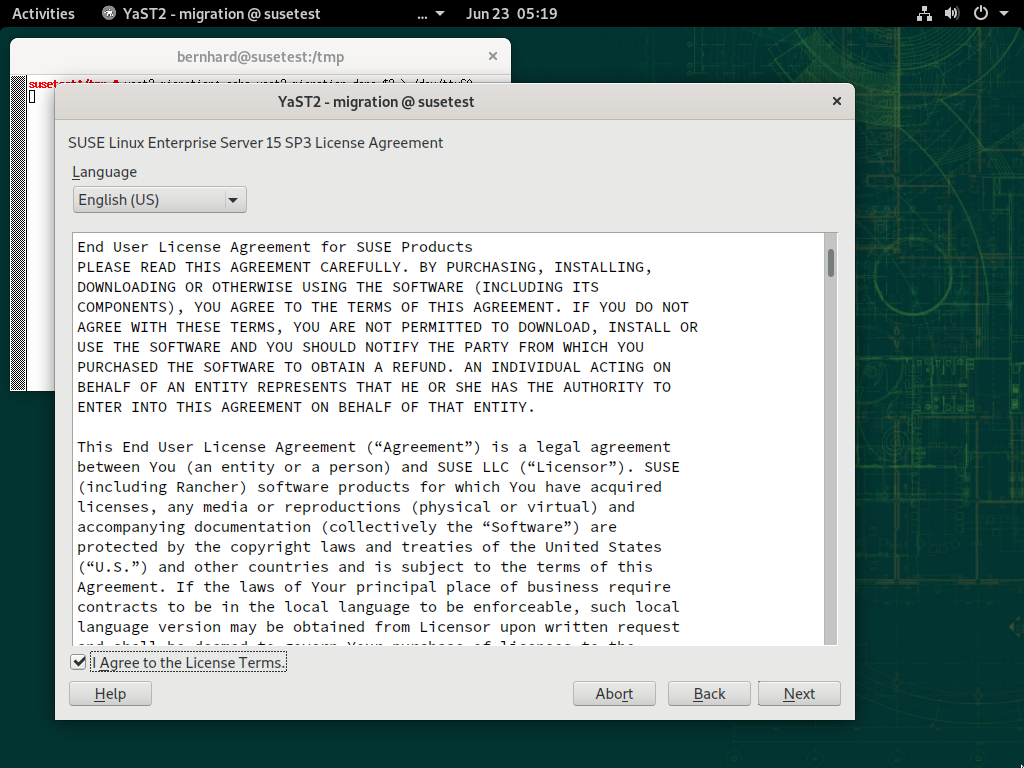 Activities YaST2 - migration @ susetest ... Jun 23 05:19
bernhard@susetest:/tmp
YaST2 - migration @ susetest
SUSE Linux Enterprise Server 15 SP3 License Agreement
Language
English (US)
End User License Agreement for SUSE Products
PLEASE READ THIS AGREEMENT CAREFULLY. BY PURCHASING, INSTALLING,
DOWNLOADING OR OTHERWISE USING THE SOFTWARE (INCLUDING ITS
COMPONENTS), YOU AGREE TO THE TERMS OF THIS AGREEMENT. IF YOU DO NOT
AGREE WITH THESE TERMS, YOU ARE NOT PERMITTED TO DOWNLOAD, INSTALL OR
USE THE SOFTWARE AND YOU SHOULD NOTIFY THE PARTY FROM WHICH YOU
PURCHASED THE SOFTWARE TO OBTAIN A REFUND. AN INDIVIDUAL ACTING ON
BEHALF OF AN ENTITY REPRESENTS THAT HE OR SHE HAS THE AUTHORITY TO
ENTER INTO THIS AGREEMENT ON BEHALF OF THAT ENTITY.
This End User License Agreement (“Agreement”) is a legal agreement
between You (an entity or a person) and SUSE LLC (“Licensor”). SUSE
(including Rancher) software products for which You have acquired
licenses, any media or reproductions (physical or virtual) and
accompanying documentation (collectively the “Software”) are
protected by the copyright laws and treaties of the United States
(“U.S.”) and other countries and is subject to the terms of this
Agreement. If the laws of Your principal place of business require
contracts to be in the local language to be enforceable, such local
language version may be obtained from Licensor upon written request
I Agree to the License Terms.
Help Abort Back Next